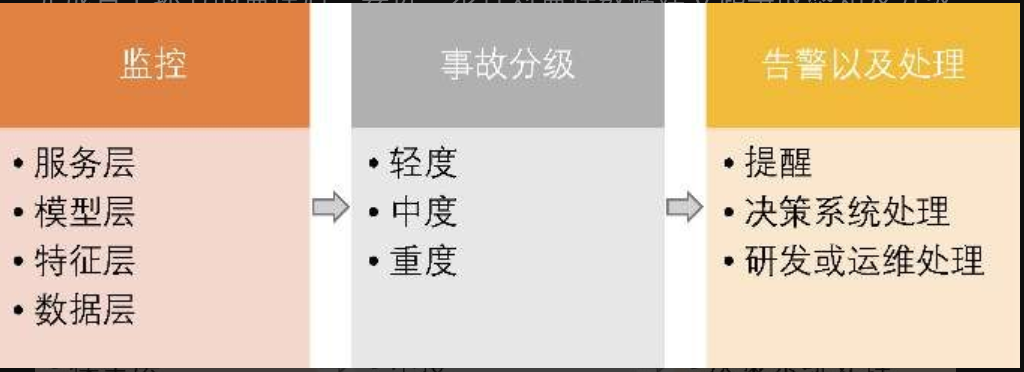 监控
• 服务层
• 模型层
• 特征层
• 数据层
事故分级
• 轻度
• 中度
• 重度
告警以及处理
• 提醒
• 决策系统处理
• 研发或运维处理